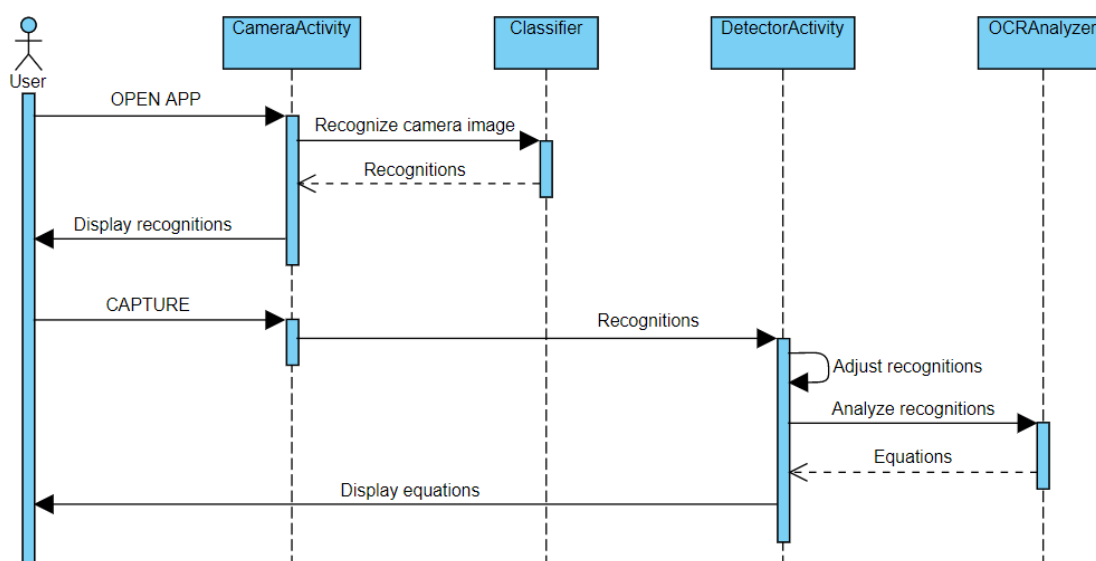 CameraActivity
Classifier
DetectorActivity
OCRAnalyzer
User
OPEN APP
Recognize camera image
Recognitions
Display recognitions
CAPTURE
Recognitions
Adjust recognitions
Analyze recognitions
Equations
Display equations